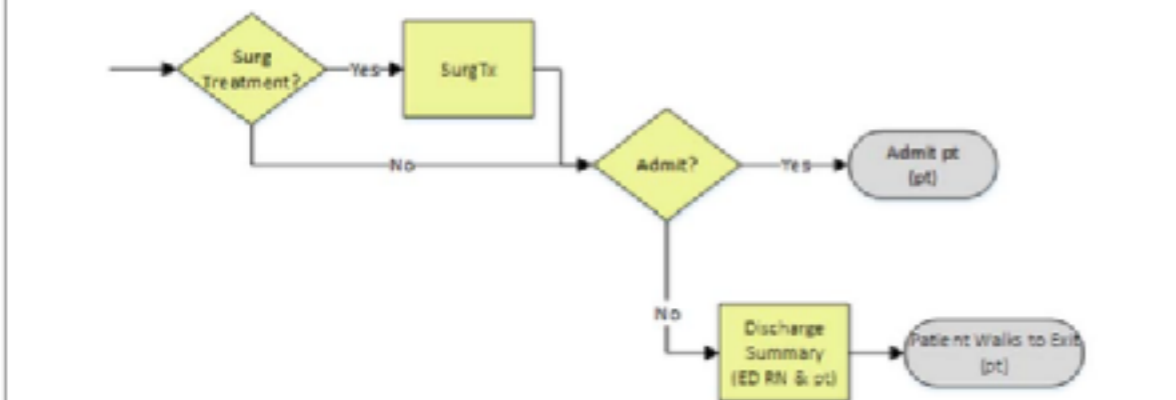 Surg
Treatment?
Yes
SurgTx
No
Admit?
Yes
Admit pt
(pt)
No
Discharge
Summary
(ED RN & pt)
Patient Walks to Exit
(pt)